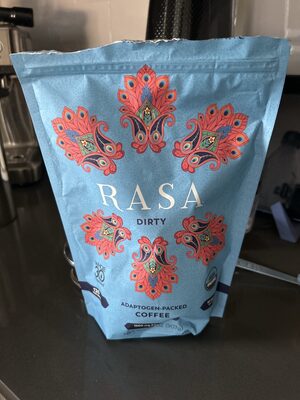 RASA
DIRTY
ADAPTOGEN-PACKED
COFFEE